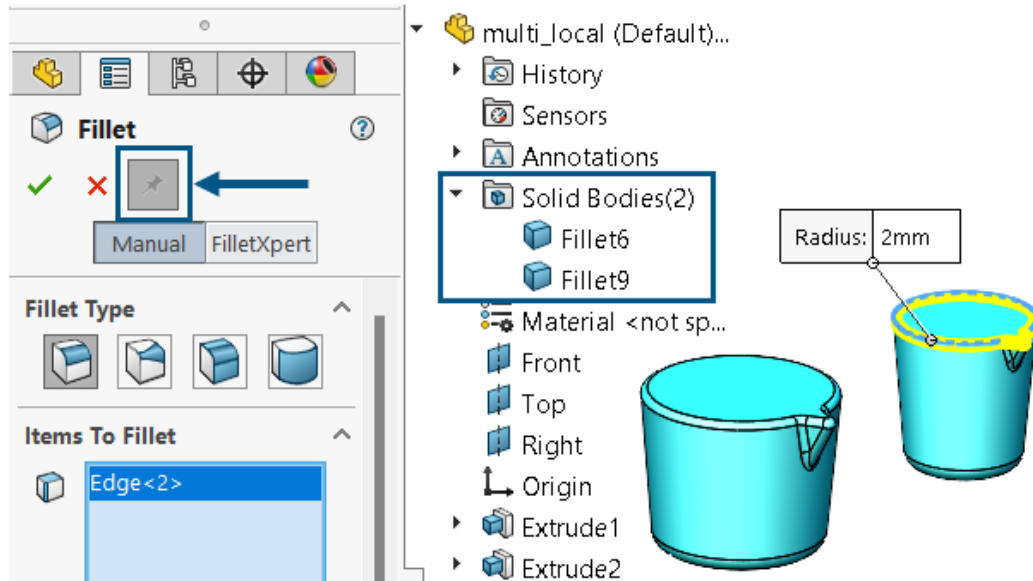 Fillet
Manual
FilletXpert
Fillet Type
Items To Fillet
Edge<2>
multi_local (Default)...
History
Sensors
A Annotations
Solid Bodies(2)
Fillet6
Fillet9
Material <not sp...
Front
Top
Right
Origin
Extrude1
Extrude2
Radius: 2mm